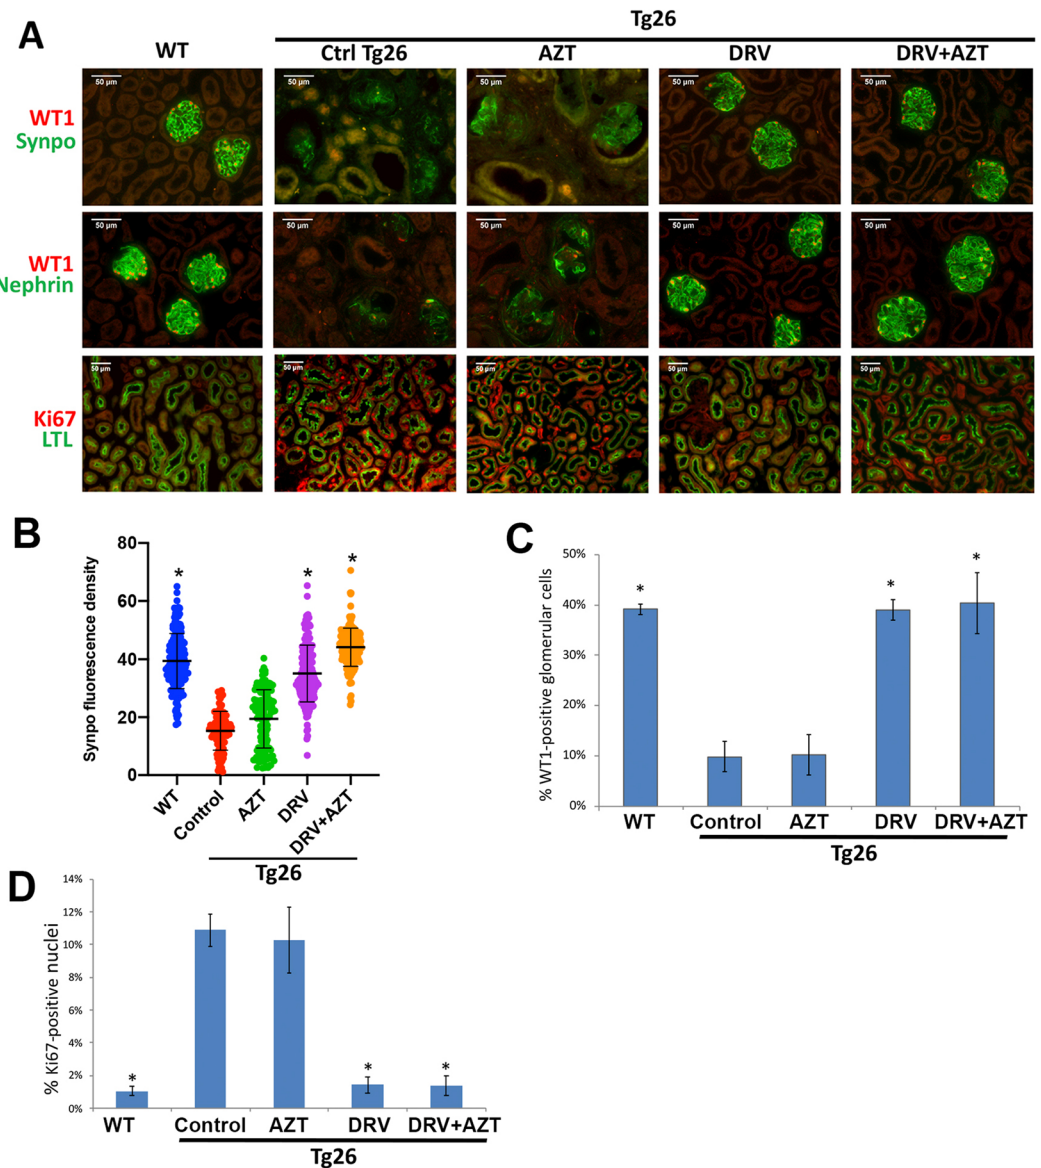 Tg26
A
WT
Ctrl Tg26
AZT
DRV
DRV+AZT
50 µm
50 µm
50 µm
50 µm
50 µm
WT1
Synpo
50 µm
50 µm
50 µm
50 µm
50 µm
WT1
Nephrin
50 µm
50 µm
50 µm
50 µm
50 µm
Ki67
LTL
B
Synpo fluorescence density
80
60
40
20
0
*
*
*
WT
Control
AZT
DRV
DRV+AZT
Tg26
C
% WT1-positive glomerular cells
50%
40%
30%
20%
10%
0%
*
*
*
WT
Control
AZT
DRV
DRV+AZT
Tg26
D
% Ki67-positive nuclei
14%
12%
10%
8%
6%
4%
2%
0%
*
*
*
WT
Control
AZT
DRV
DRV+AZT
Tg26